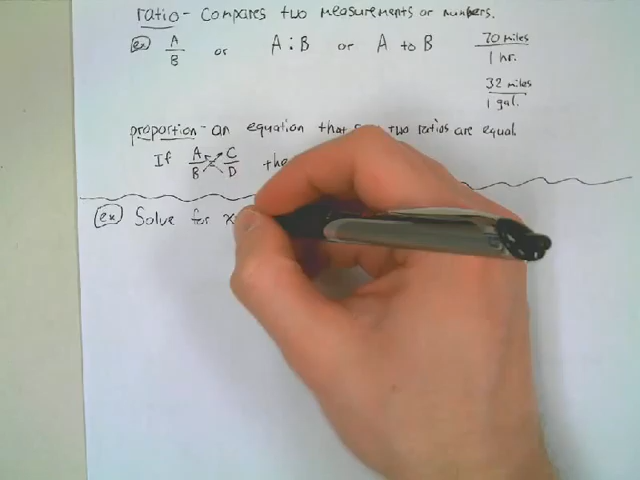 ratio - compares two measurements or numbers.
ex A/B or A : B or A to B
70 miles / 1 hr.
32 miles / 1 gal.
proportion - an equation that two ratios are equal
If A/B C/D the
ex Solve for x